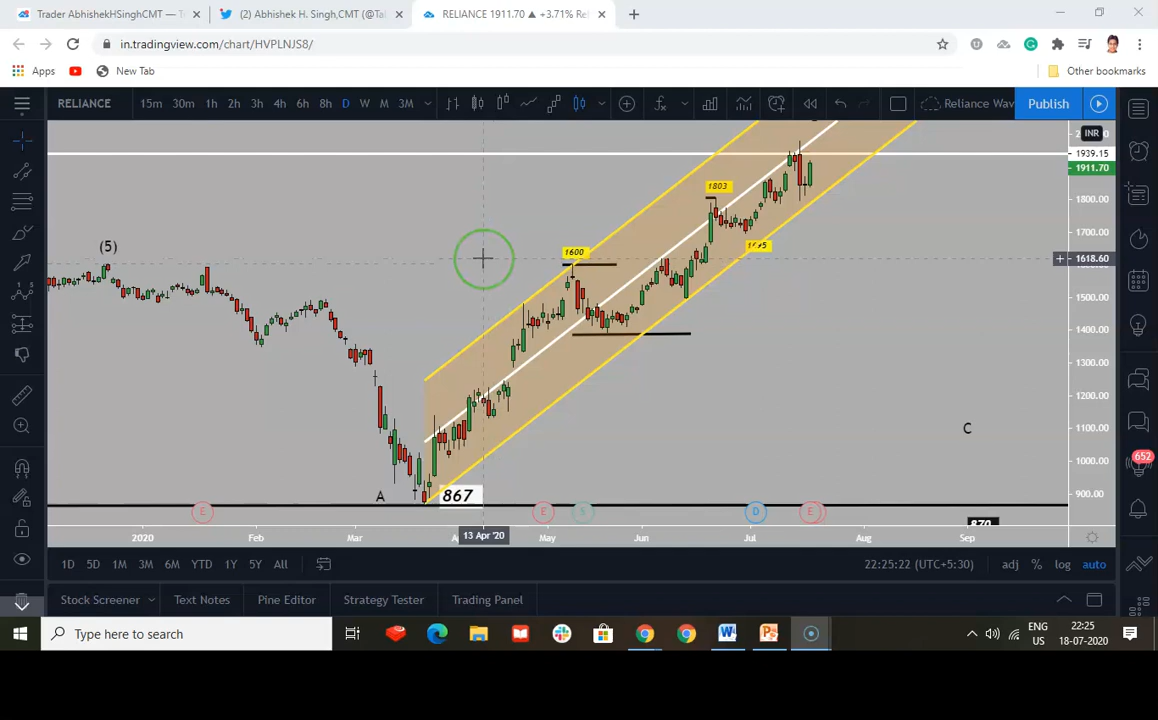 Trader AbhishekHSinghCMT — Tr
(2) Abhishek H. Singh,CMT (@Tal
RELIANCE 1911.70 ▲ +3.71% Rel
in.tradingview.com/chart/HVPLNJS8/
Apps
New Tab
Other bookmarks
RELIANCE 15m 30m 1h 2h 3h 4h 6h 8h D W M 3M
Reliance Wav
Publish
INR
1939.15
1911.70
1800.00
1700.00
1618.60
1500.00
1400.00
1300.00
1200.00
1100.00
1000.00
900.00
(5)
1803
1600
C
A
867
870
E E S D E
2020 Feb Mar 13 Apr '20 May Jun Jul Aug Sep
1D 5D 1M 3M 6M YTD 1Y 5Y All
22:25:22 (UTC+5:30) adj % log auto
652
Stock Screener Text Notes Pine Editor Strategy Tester Trading Panel
Type here to search
ENG
US
22:25
18-07-2020